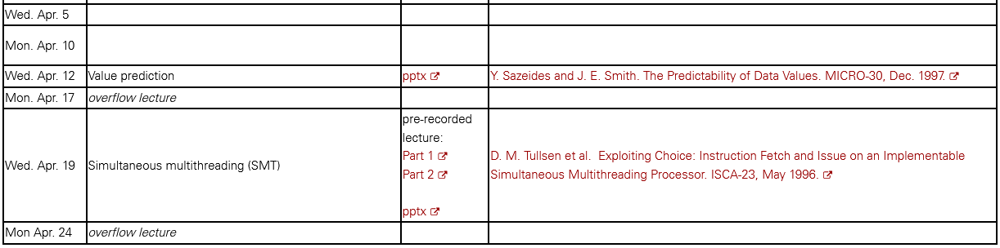 Wed. Apr. 5
Mon. Apr. 10
Wed. Apr. 12 Value prediction pptx Y. Sazeides and J. E. Smith. The Predictability of Data Values. MICRO-30, Dec. 1997.
Mon. Apr. 17 overflow lecture
Wed. Apr. 19 Simultaneous multithreading (SMT)
pre-recorded
lecture:
Part 1
Part 2
pptx
D. M. Tullsen et al.  Exploiting Choice: Instruction Fetch and Issue on an Implementable
Simultaneous Multithreading Processor. ISCA-23, May 1996.
Mon Apr. 24 overflow lecture